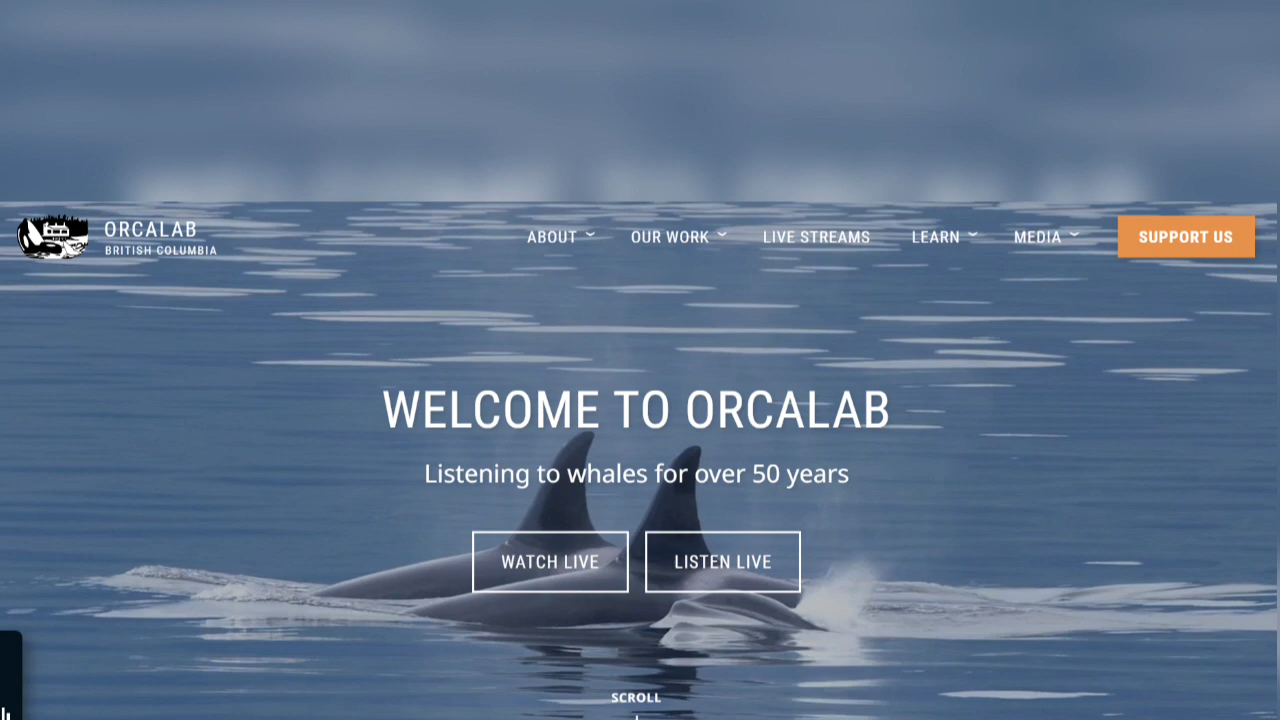 ORCALAB
BRITISH COLUMBIA
ABOUT OUR WORK LIVE STREAMS LEARN MEDIA SUPPORT US
WELCOME TO ORCALAB
Listening to whales for over 50 years
WATCH LIVE LISTEN LIVE
SCROLL